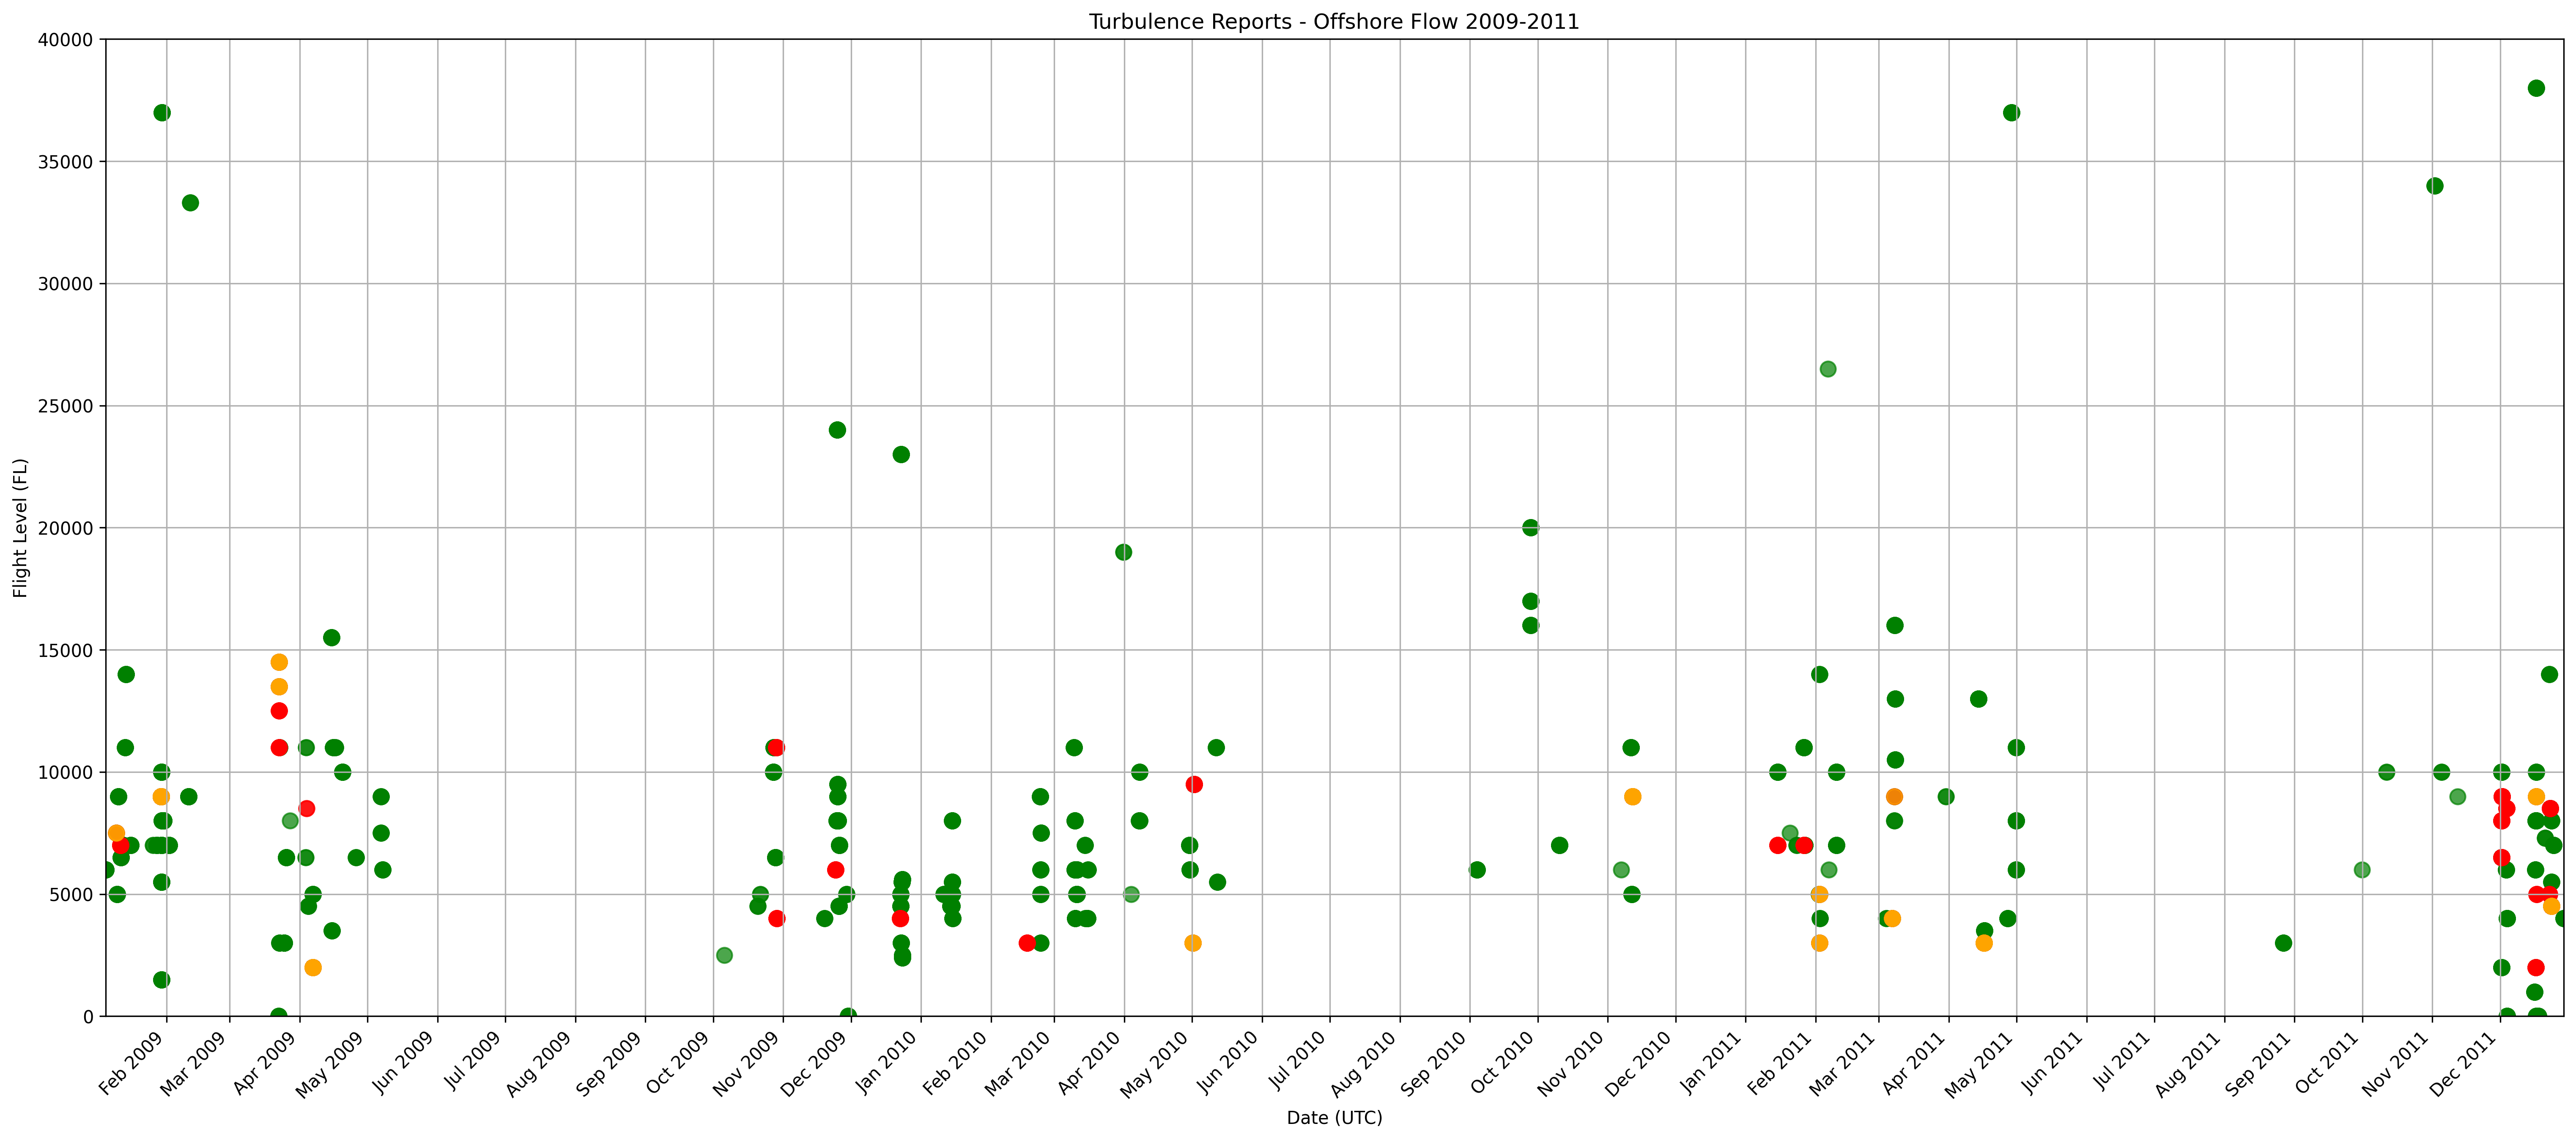 Turbulence Reports - Offshore Flow 2009-2011
40000
35000
30000
25000
20000
15000
10000
5000
0
Flight Level (FL)
Feb 2009
Mar 2009
Apr 2009
May 2009
Jun 2009
Jul 2009
Aug 2009
Sep 2009
Oct 2009
Nov 2009
Dec 2009
Jan 2010
Feb 2010
Mar 2010
Apr 2010
May 2010
Jun 2010
Jul 2010
Aug 2010
Sep 2010
Oct 2010
Nov 2010
Dec 2010
Jan 2011
Feb 2011
Mar 2011
Apr 2011
May 2011
Jun 2011
Jul 2011
Aug 2011
Sep 2011
Oct 2011
Nov 2011
Dec 2011
Date (UTC)